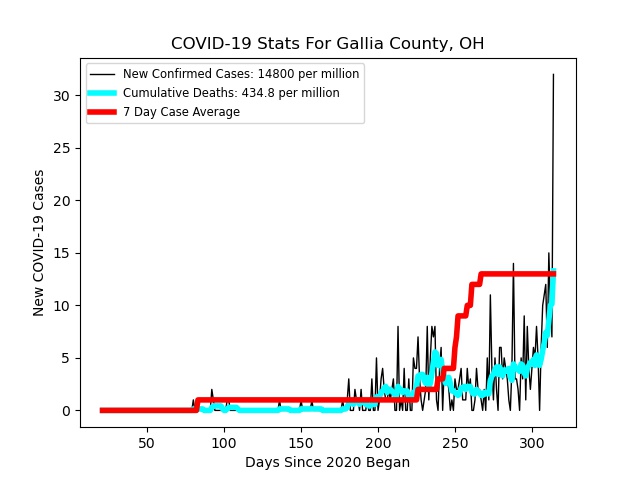 COVID-19 Stats For Gallia County, OH
New Confirmed Cases: 14800 per million
Cumulative Deaths: 434.8 per million
7 Day Case Average
New COVID-19 Cases
30
25
20
15
10
5
0
50 100 150 200 250 300
Days Since 2020 Began